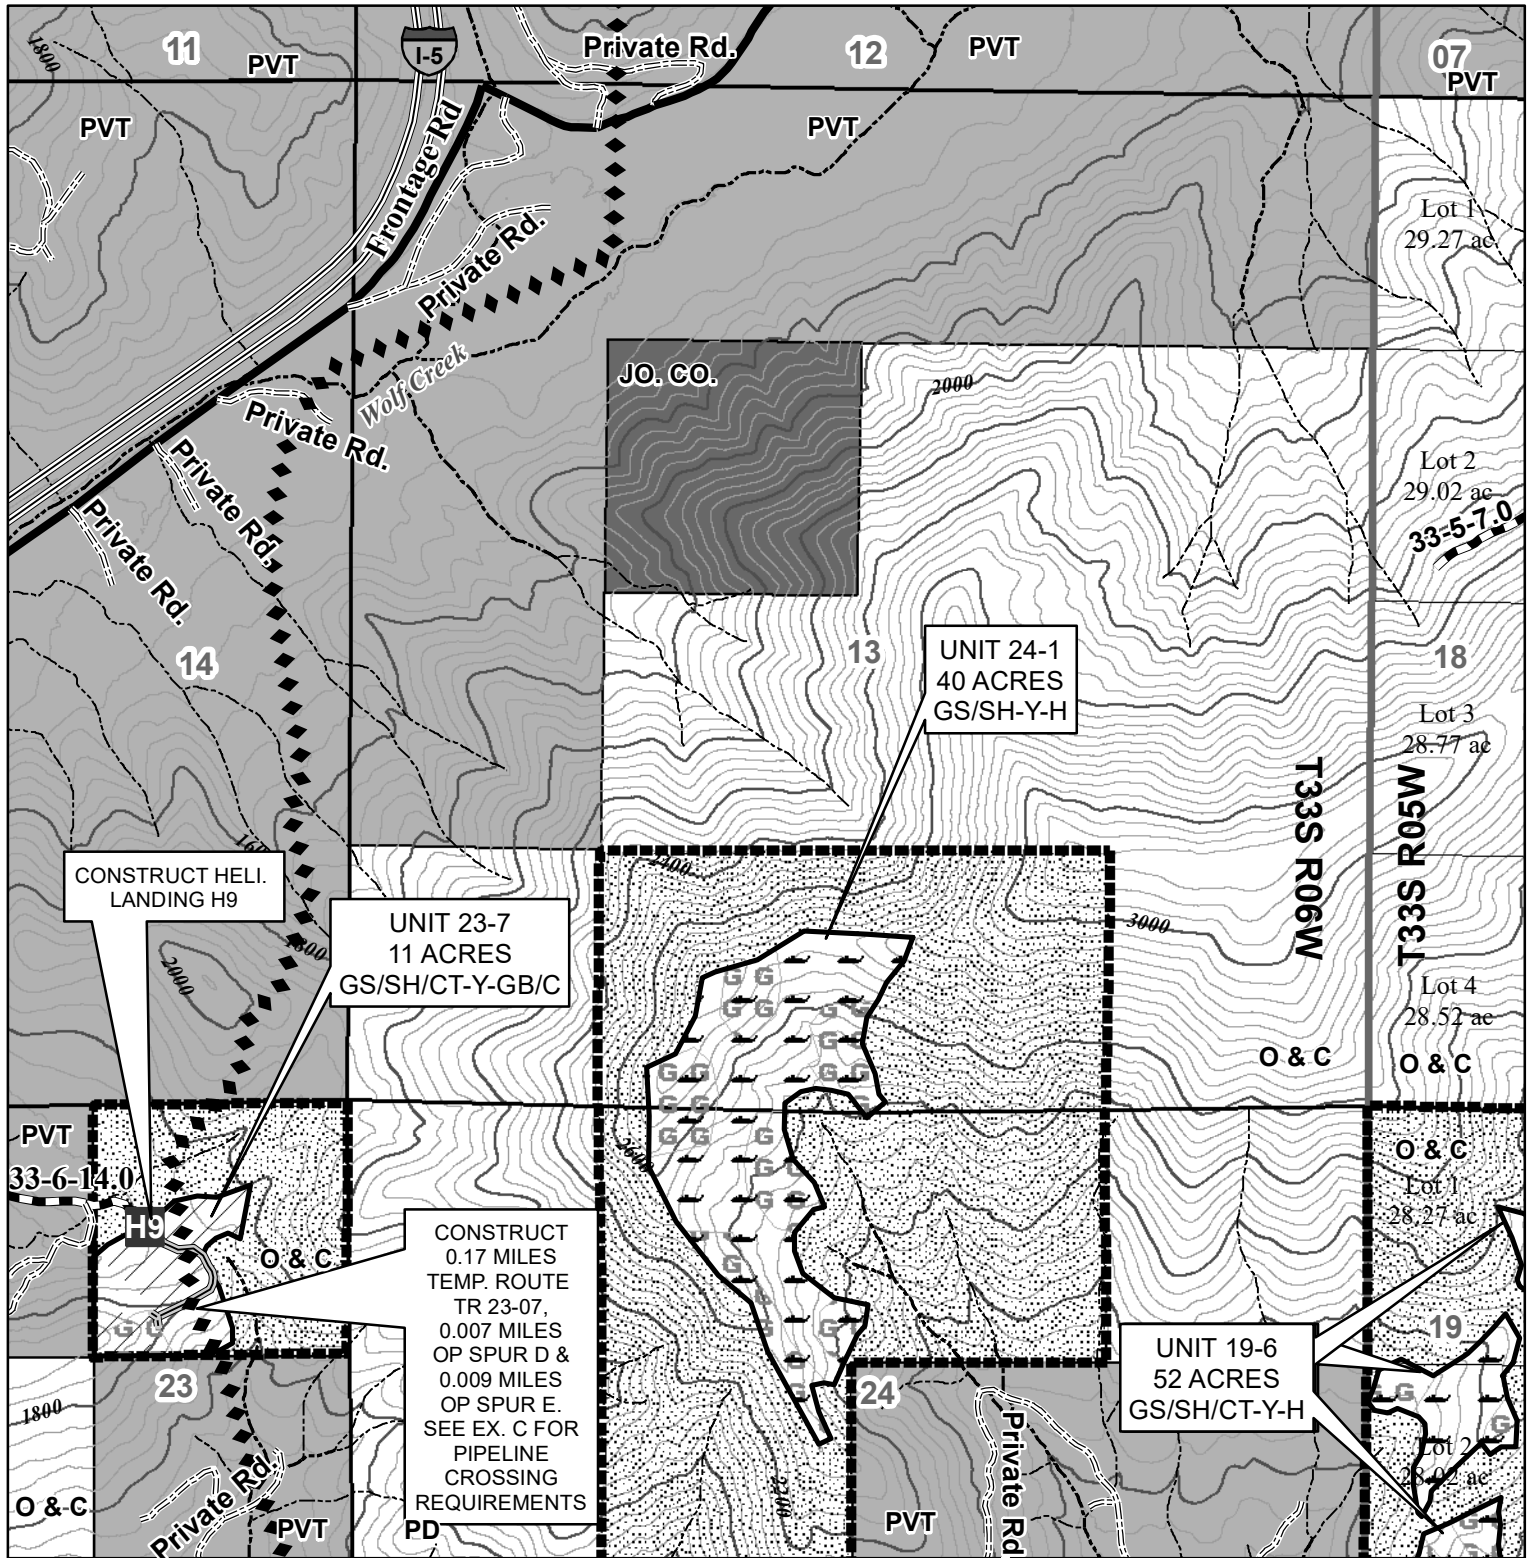 11
PVT
I-5
Private Rd.
12
PVT
07
PVT
1800
PVT
PVT
Frontage Rd
Private Rd.
Lot 1
29.27 ac.
Wolf Creek
JO. CO.
2000
Private Rd.
Private Rd.
Private Rd.
Lot 2
29.02 ac
33-5-7.0
14
13
18
UNIT 24-1
40 ACRES
GS/SH-Y-H
Lot 3
28.77 ac
T33S R06W
T33S R05W
CONSTRUCT HELI.
LANDING H9
UNIT 23-7
11 ACRES
GS/SH/CT-Y-GB/C
2400
3000
1800
2000
Lot 4
28.52 ac
O & C
O & C
G G
G G G G
G G
G G G G
G G G
G G G
G G
G
G G
G
G
G G
G
PVT
33-6-14.0
H9
O & C
G G
2600
O & C
Lot 1
28.27 ac
CONSTRUCT
0.17 MILES
TEMP. ROUTE
TR 23-07,
0.007 MILES
OP SPUR D &
0.009 MILES
OP SPUR E.
SEE EX. C FOR
PIPELINE
CROSSING
REQUIREMENTS
UNIT 19-6
52 ACRES
GS/SH/CT-Y-H
19
G G
G
Lot 2
28.02 ac
G
23
24
1800
O & C
Private Rd.
PVT
PD
3200
PVT
Private Rd